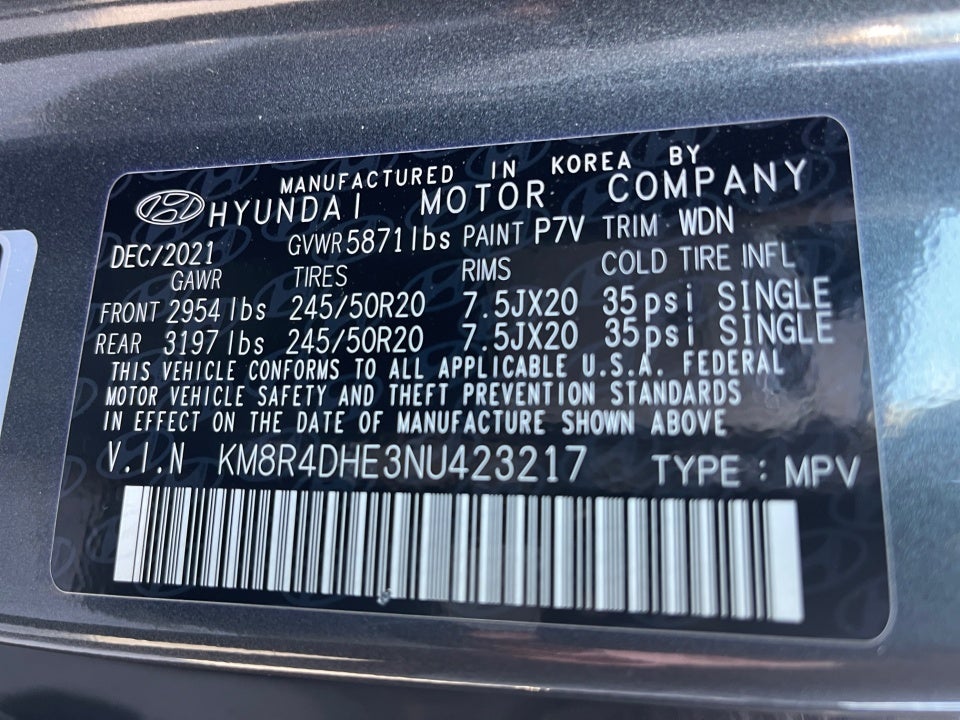 MANUFACTURED IN KOREA BY
HYUNDAI MOTOR COMPANY
DEC/2021 GVWR 5871lbs PAINT P7V TRIM WDN
GAWR TIRES RIMS COLD TIRE INFL
FRONT 2954 lbs 245/50R20 7.5JX20 35psi SINGLE
REAR 3197 lbs 245/50R20 7.5JX20 35psi SINGLE
THIS VEHICLE CONFORMS TO ALL APPLICABLE U.S.A. FEDERAL
MOTOR VEHICLE SAFETY AND THEFT PREVENTION STANDARDS
IN EFFECT ON THE DATE OF MANUFACTURE SHOWN ABOVE
V.I.N KM8R4DHE3NU423217 TYPE : MPV